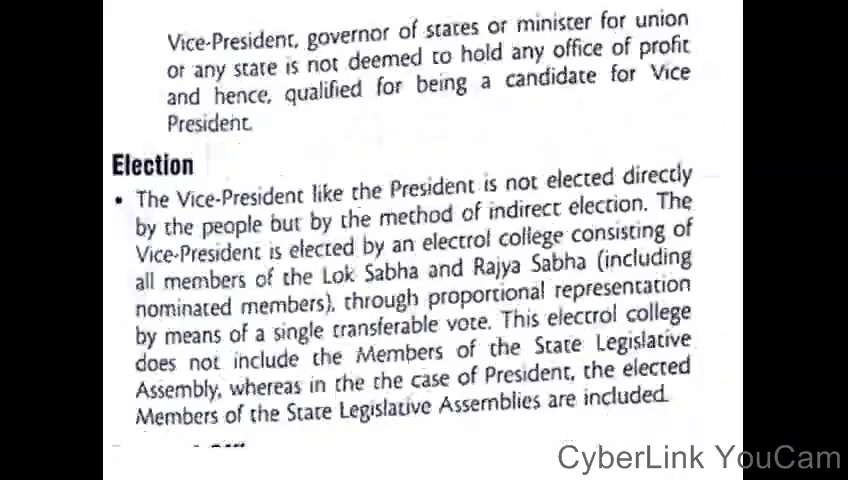 Vice-President, governor of states or minister for union
or any state is not deemed to hold any office of profit
and hence, qualified for being a candidate for Vice
President.
Election
• The Vice-President like the President is not elected directly
by the people but by the method of indirect election. The
Vice-President is elected by an electrol college consisting of
all members of the Lok Sabha and Rajya Sabha (including
nominated members), through proportional representation
by means of a single transferable vote. This electrol college
does not include the Members of the State Legislative
Assembly, whereas in the the case of President, the elected
Members of the State Legislative Assemblies are included.
CyberLink YouCam